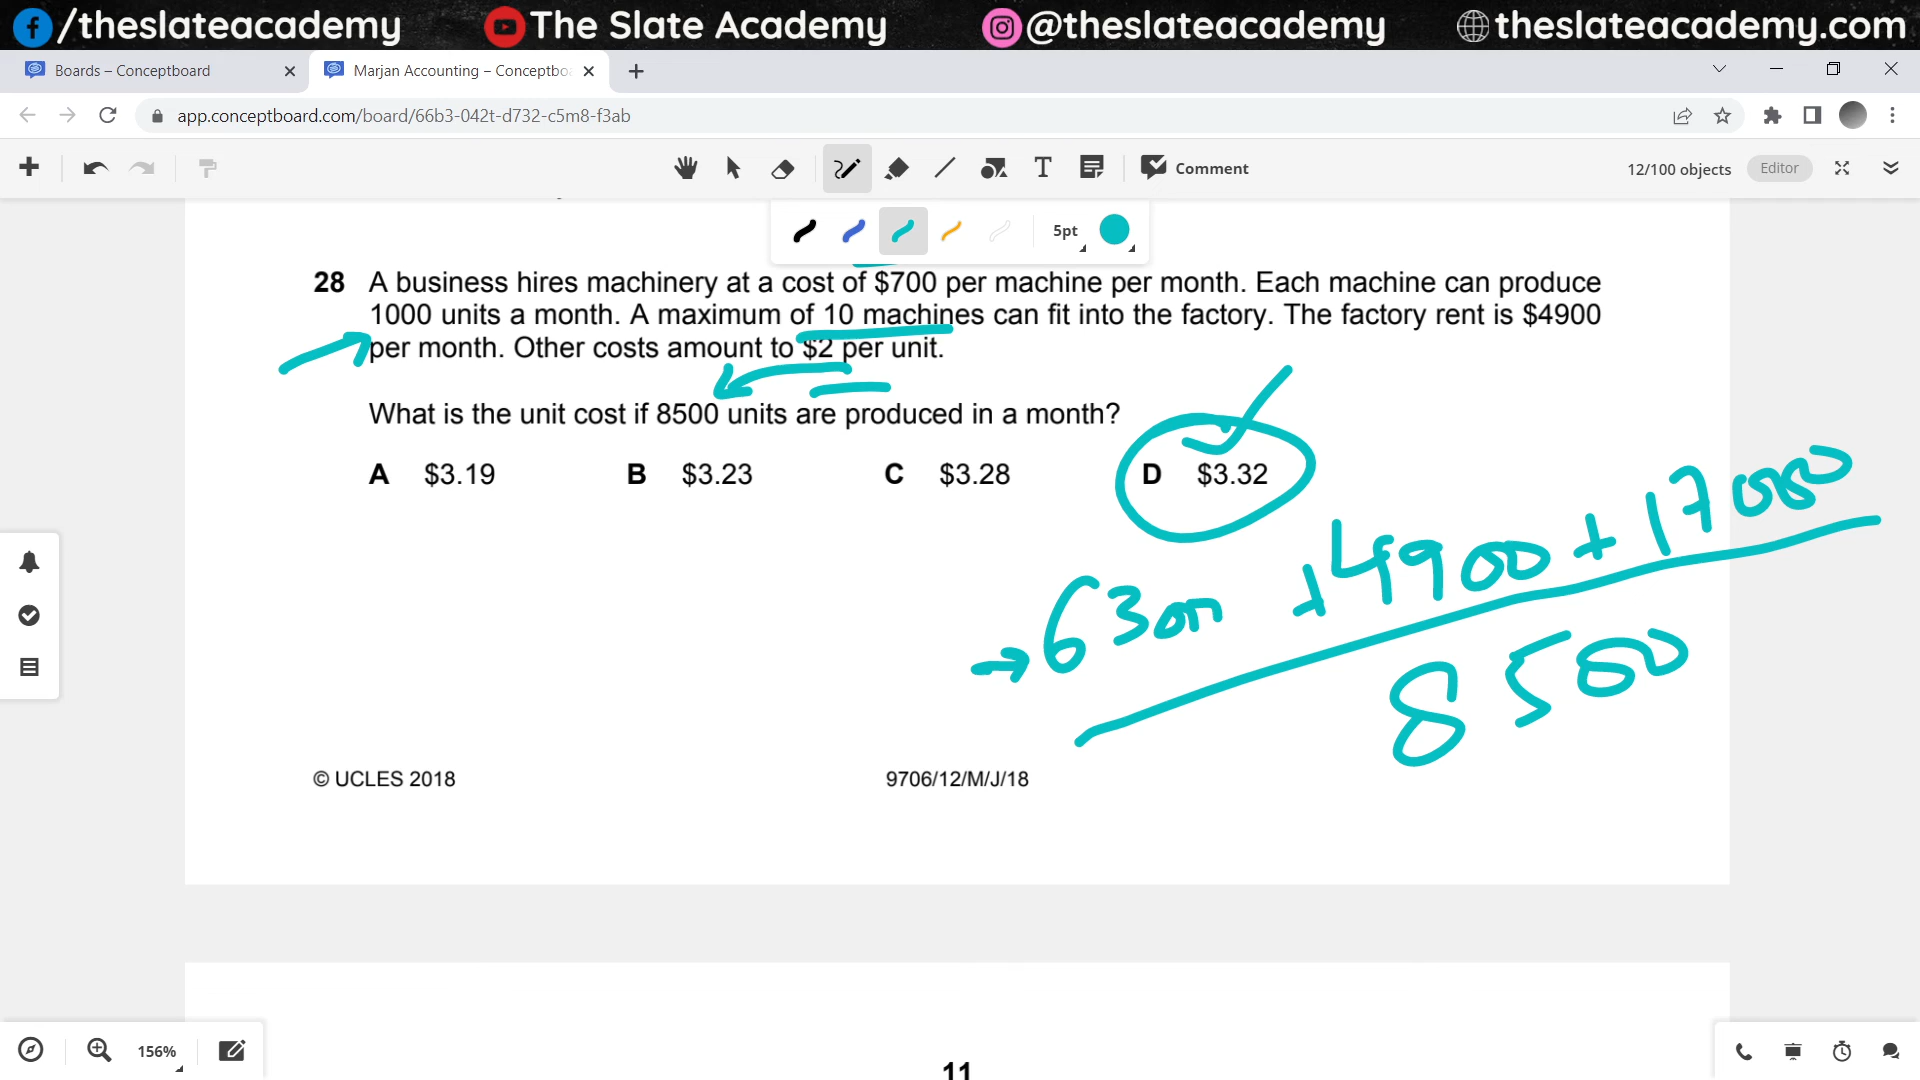 /theslateacademy The Slate Academy @theslateacademy theslateacademy.com
Boards – Conceptboard Marjan Accounting – Conceptbo
app.conceptboard.com/board/66b3-042t-d732-c5m8-f3ab
Comment 12/100 objects Editor
5pt
28 A business hires machinery at a cost of $700 per machine per month. Each machine can produce
1000 units a month. A maximum of 10 machines can fit into the factory. The factory rent is $4900
per month. Other costs amount to $2 per unit.
What is the unit cost if 8500 units are produced in a month?
A $3.19 B $3.23 C $3.28 D $3.32
6300 + 4900 + 17000
8500
© UCLES 2018 9706/12/M/J/18
156%
11